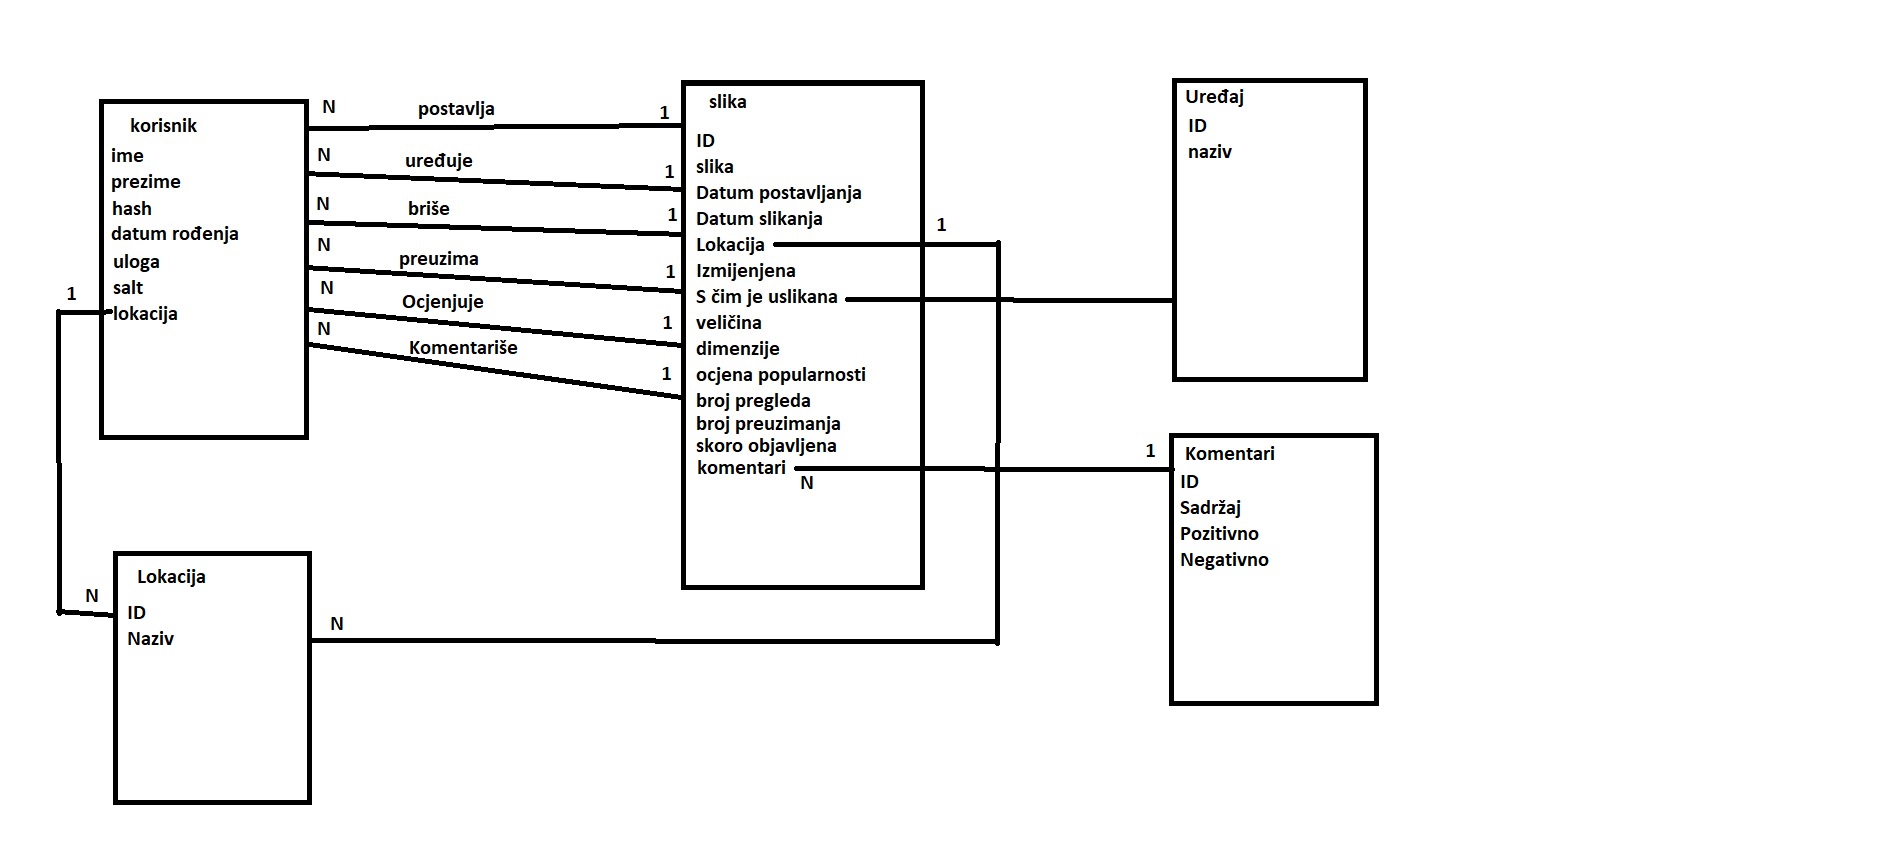 korisnik
ime
prezime
hash
datum rođenja
uloga
salt
lokacija
1
N
postavlja
1
N
uređuje
1
N
briše
1
N
preuzima
1
N
Ocjenjuje
1
N
Komentariše
1
slika
ID
slika
Datum postavljanja
Datum slikanja
Lokacija
1
Izmijenjena
S čim je uslikana
veličina
dimenzije
ocjena popularnosti
broj pregleda
broj preuzimanja
skoro objavljena
komentari
N
1
Uređaj
ID
naziv
Komentari
ID
Sadržaj
Pozitivno
Negativno
N
Lokacija
ID
Naziv
N